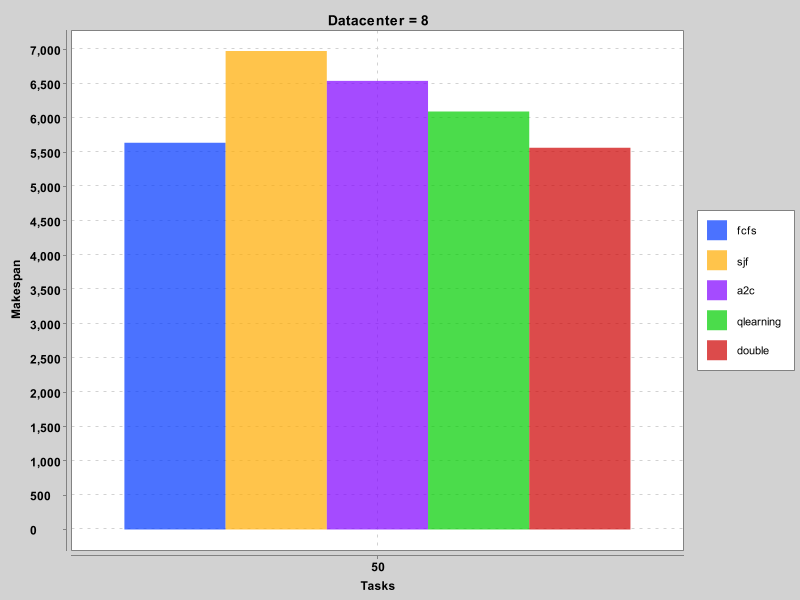 Datacenter = 8
7,000
6,500
6,000
5,500
5,000
4,500
4,000
3,500
3,000
2,500
2,000
1,500
1,000
500
0
Makespan
50
Tasks
fcfs
sjf
a2c
qlearning
double